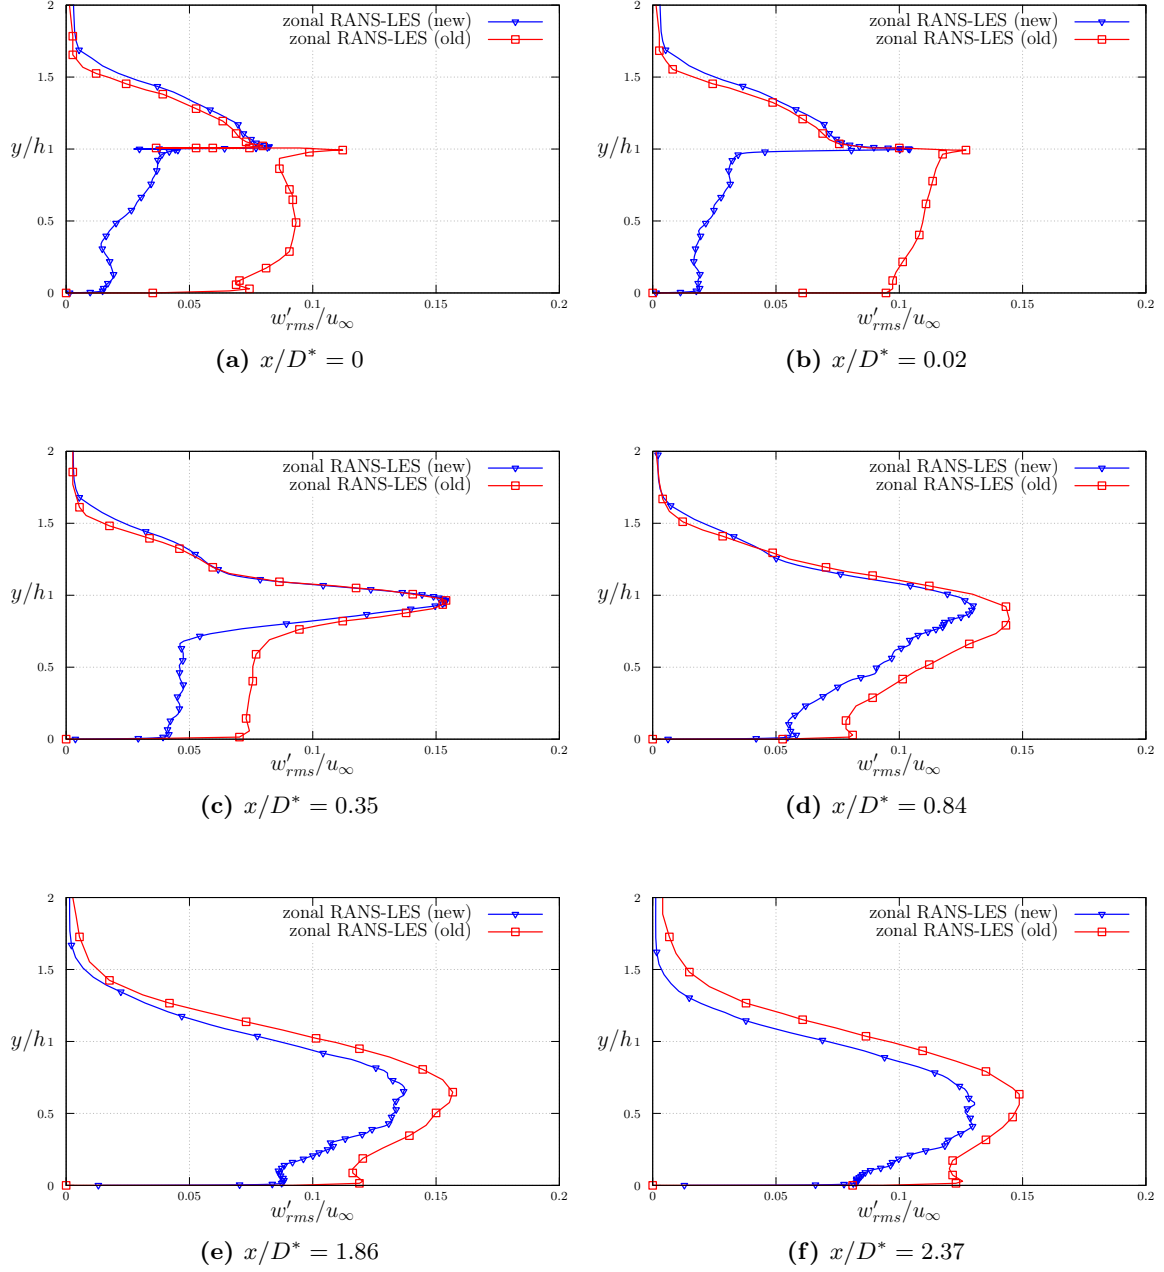 zonal RANS-LES (new)
zonal RANS-LES (old)
y/h
0
0.5
1
1.5
0 0.05 0.1 0.15 0.2
w′rms/u∞
(a) x/D* = 0
zonal RANS-LES (new)
zonal RANS-LES (old)
y/h
0
0.5
1
1.5
0 0.05 0.1 0.15 0.2
w′rms/u∞
(b) x/D* = 0.02
2
zonal RANS-LES (new)
zonal RANS-LES (old)
1.5
y/h
1
0.5
0
0 0.05 0.1 0.15 0.2
w′rms/u∞
(c) x/D* = 0.35
2
zonal RANS-LES (new)
zonal RANS-LES (old)
1.5
y/h
1
0.5
0
0 0.05 0.1 0.15 0.2
w′rms/u∞
(d) x/D* = 0.84
2
zonal RANS-LES (new)
zonal RANS-LES (old)
1.5
y/h
1
0.5
0
0 0.05 0.1 0.15 0.2
w′rms/u∞
(e) x/D* = 1.86
2
zonal RANS-LES (new)
zonal RANS-LES (old)
1.5
y/h
1
0.5
0
0 0.05 0.1 0.15 0.2
w′rms/u∞
(f) x/D* = 2.37